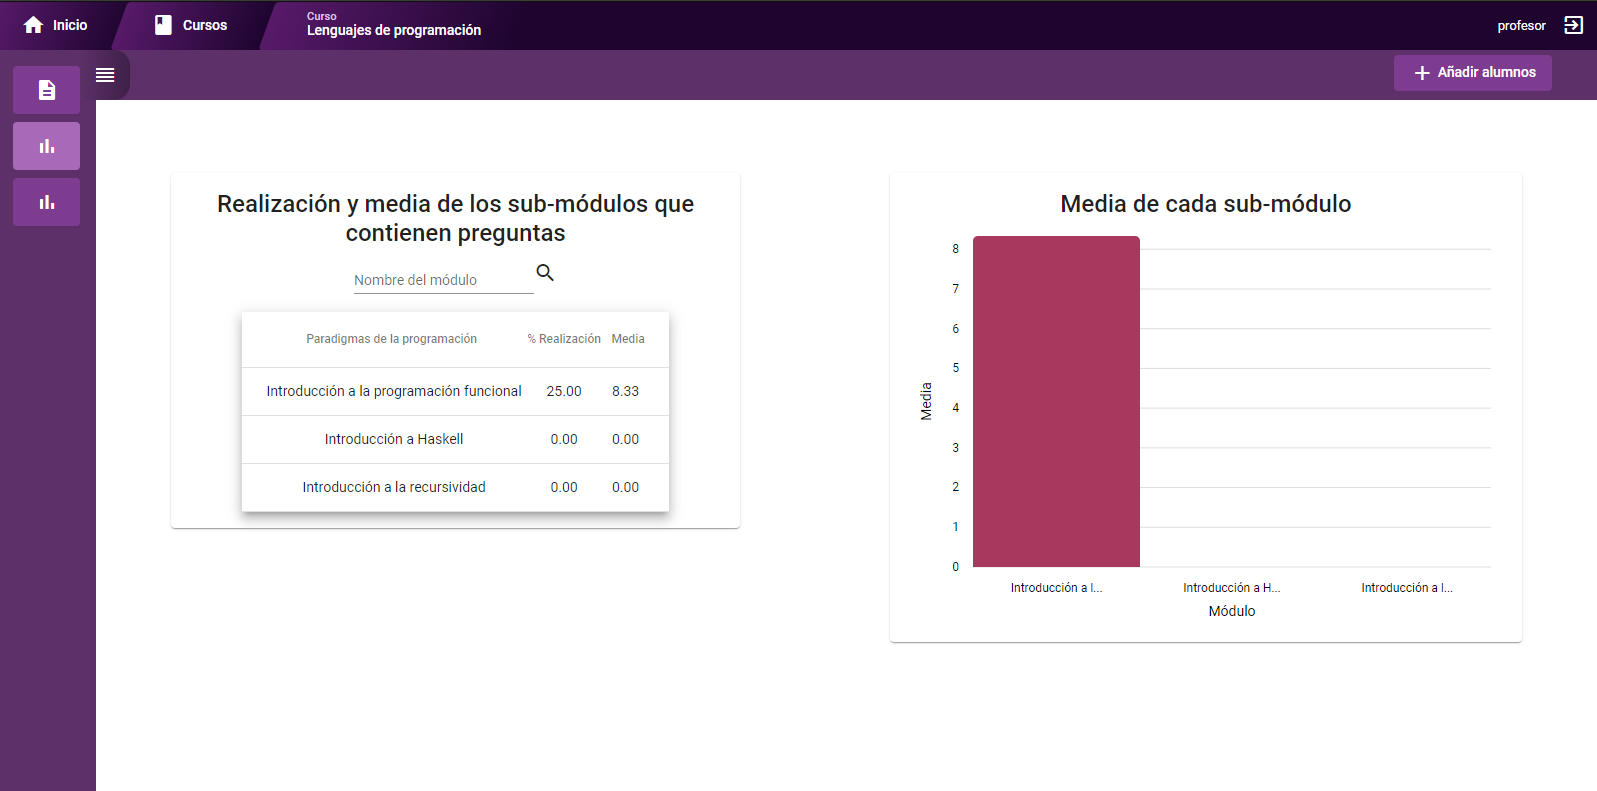 Inicio
Cursos
Curso
Lenguajes de programación
profesor
Añadir alumnos
Realización y media de los sub-módulos que
contienen preguntas
Nombre del módulo
Paradigmas de la programación % Realización Media
Introducción a la programación funcional 25.00 8.33
Introducción a Haskell 0.00 0.00
Introducción a la recursividad 0.00 0.00
Media de cada sub-módulo
8
7
6
5
4
3
2
1
0
Media
Introducción a l... Introducción a H... Introducción a l...
Módulo